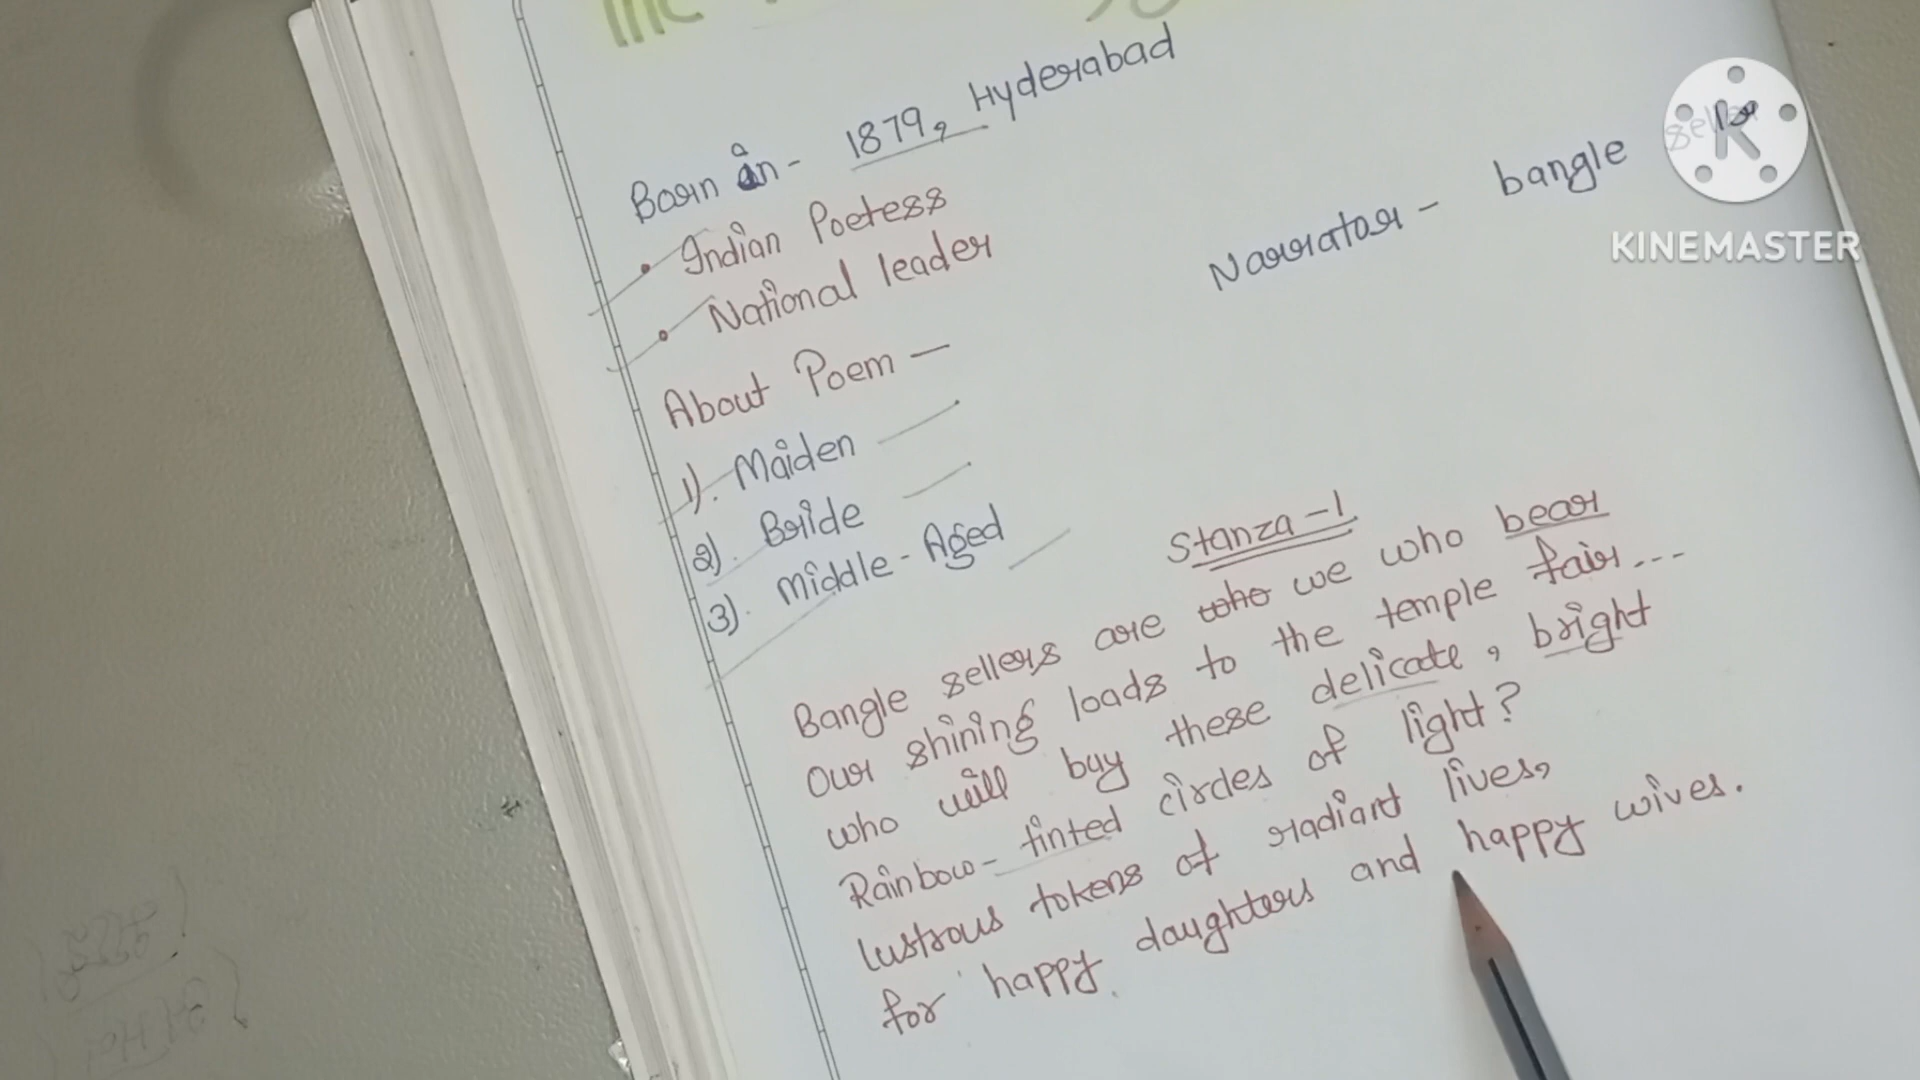 Born in - 1879, Hyderabad
• Indian Poetess
• National leader
Narrator - bangle seller
KINEMASTER
About Poem —
1). Maiden
2). Bride
3). Middle - Aged
Stanza - 1
Bangle sellers are who we who bear
Our shining loads to the temple fair...
who will buy these delicate, bright
Rainbow - tinted circles of light?
lustrous tokens of radiant lives,
for happy daughters and happy wives.